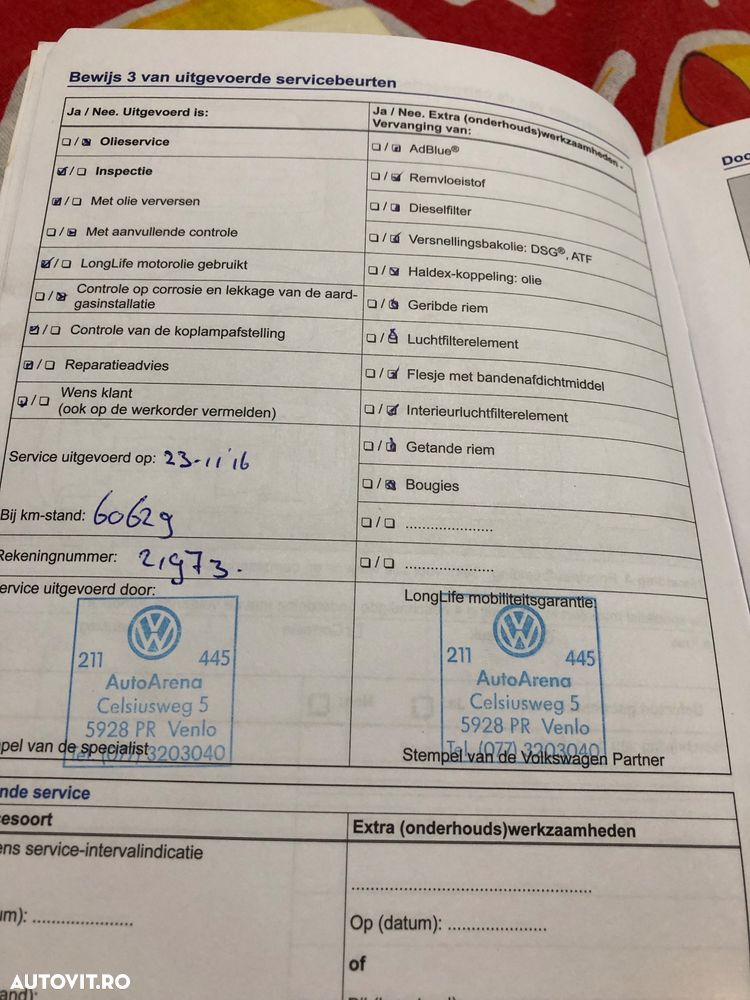 Bewijs 3 van uitgevoerde servicebeurten
Ja / Nee. Uitgevoerd is:
☐ / ☒ Olieservice
☑ / ☐ Inspectie
☑ / ☐ Met olie verversen
☐ / ☒ Met aanvullende controle
☑ / ☐ LongLife motorolie gebruikt
☐ / ☒ Controle op corrosie en lekkage van de aard-
gasinstallatie
☑ / ☐ Controle van de koplampafstelling
☑ / ☐ Reparatieadvies
☑ / ☐ Wens klant
(ook op de werkorder vermelden)
Service uitgevoerd op: 23-11'16
Bij km-stand: 60629
Rekeningnummer: 21973.
ervice uitgevoerd door:
211 445
AutoArena
Celsiusweg 5
5928 PR Venlo
Tel. (077) 3203040
pel van de specialist
Ja / Nee. Extra (onderhouds)werkzaamheden -
Vervanging van:
☐ / ☑ AdBlue®
☐ / ☑ Remvloeistof
☐ / ☑ Dieselfilter
☐ / ☑ Versnellingsbakolie: DSG®, ATF
☐ / ☑ Haldex-koppeling: olie
☐ / ☑ Geribde riem
☐ / ☑ Luchtfilterelement
☐ / ☑ Flesje met bandenafdichtmiddel
☐ / ☑ Interieurluchtfilterelement
☐ / ☑ Getande riem
☐ / ☒ Bougies
☐ / ☐ .....................
☐ / ☐ .....................
LongLife mobiliteitsgarantie:
211 445
AutoArena
Celsiusweg 5
5928 PR Venlo
Tel. (077) 3203040
Stempel van de Volkswagen Partner
nde service
esoort
ens service-intervalindicatie
um): .......................
tand):
Extra (onderhouds)werkzaamheden
.....................................................
Op (datum): ......................
of
Doc
AUTOVIT.RO